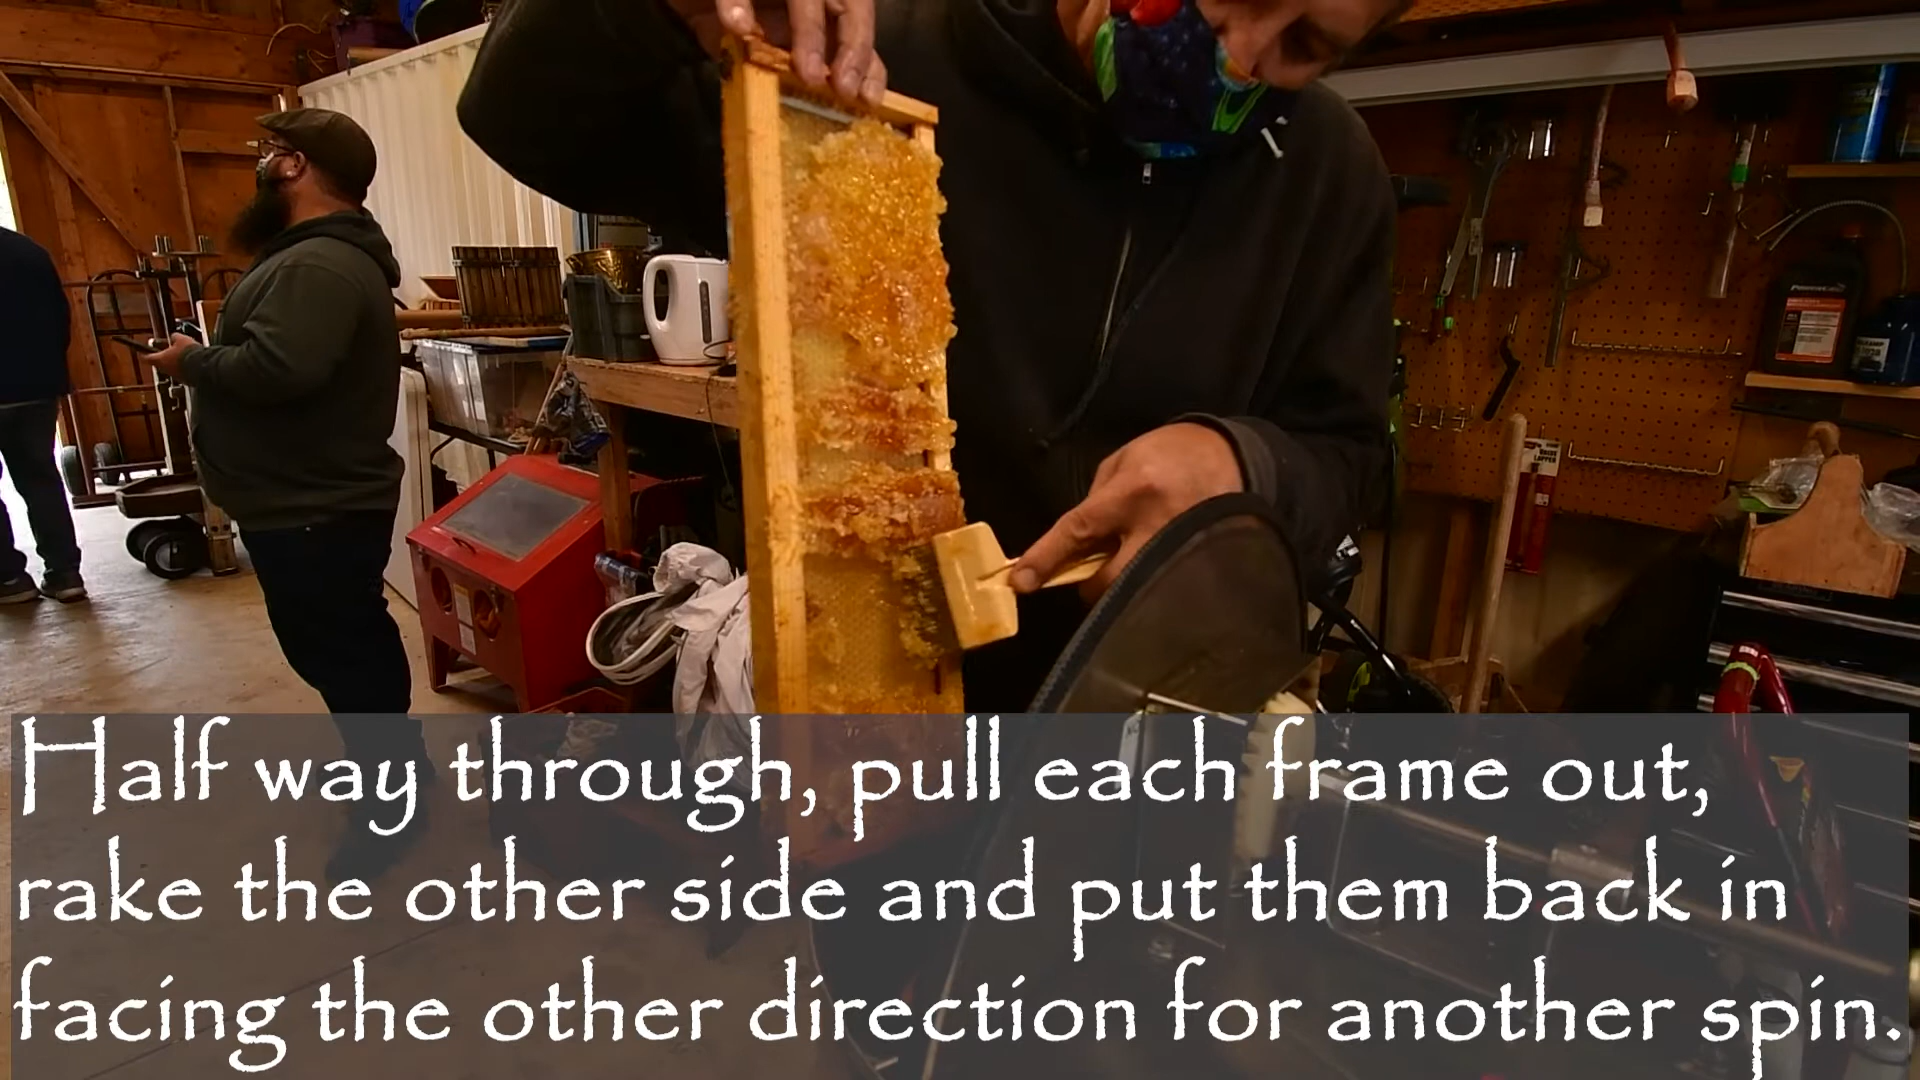 Half way through, pull each frame out,
rake the other side and put them back in
facing the other direction for another spin.